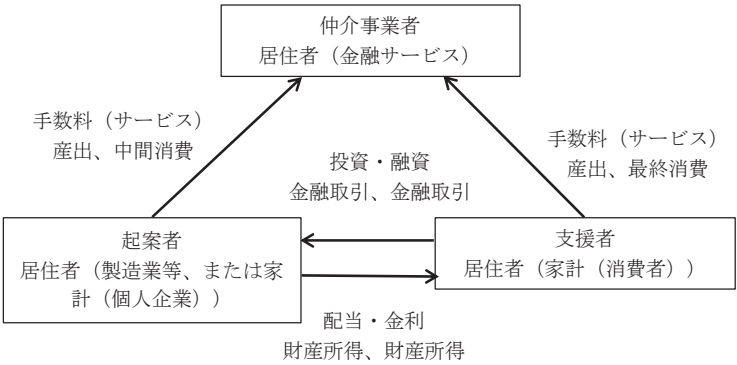 仲介事業者
居住者（金融サービス）
手数料（サービス）
産出、中間消費
手数料（サービス）
産出、最終消費
投資・融資
金融取引、金融取引
起案者
居住者（製造業等、または家
計（個人企業））
支援者
居住者（家計（消費者））
配当・金利
財産所得、財産所得